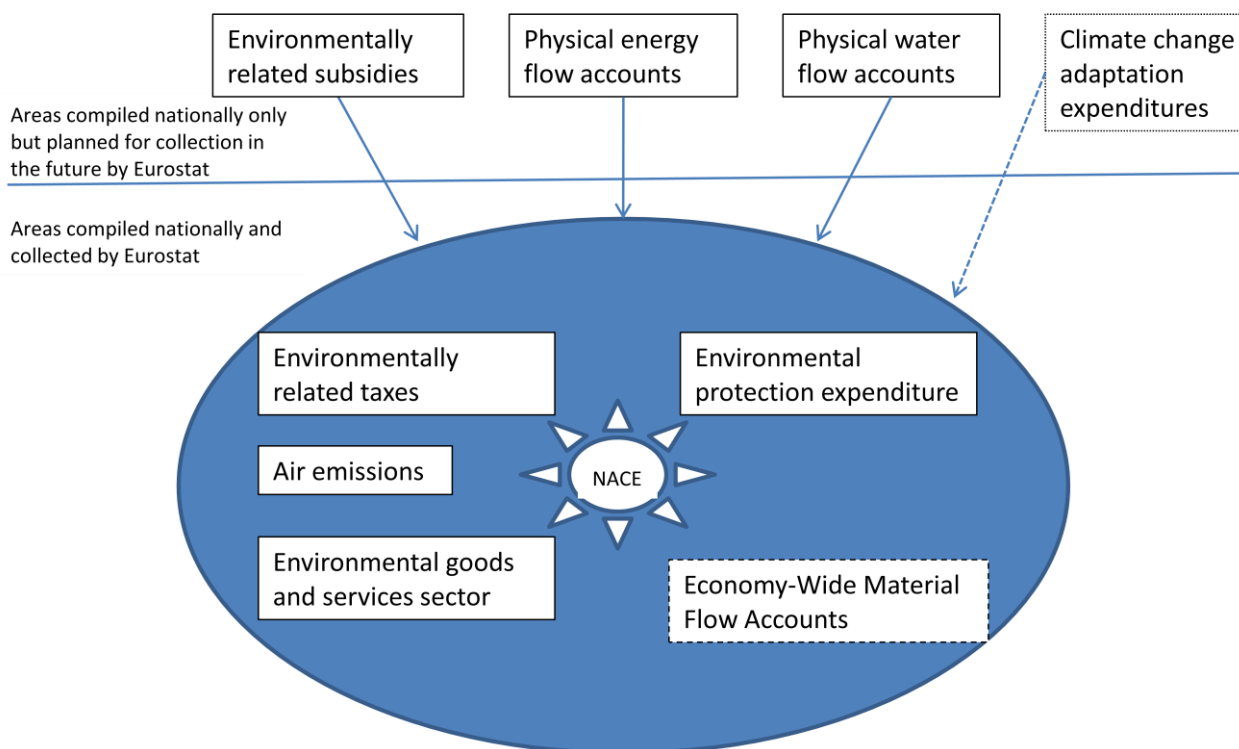 Environmentally
related subsidies
Physical energy
flow accounts
Physical water
flow accounts
Climate change
adaptation
expenditures
Areas compiled nationally only
but planned for collection in
the future by Eurostat
Areas compiled nationally and
collected by Eurostat
Environmentally
related taxes
Environmental
protection expenditure
Air emissions
NACE
Environmental goods
and services sector
Economy-Wide Material
Flow Accounts